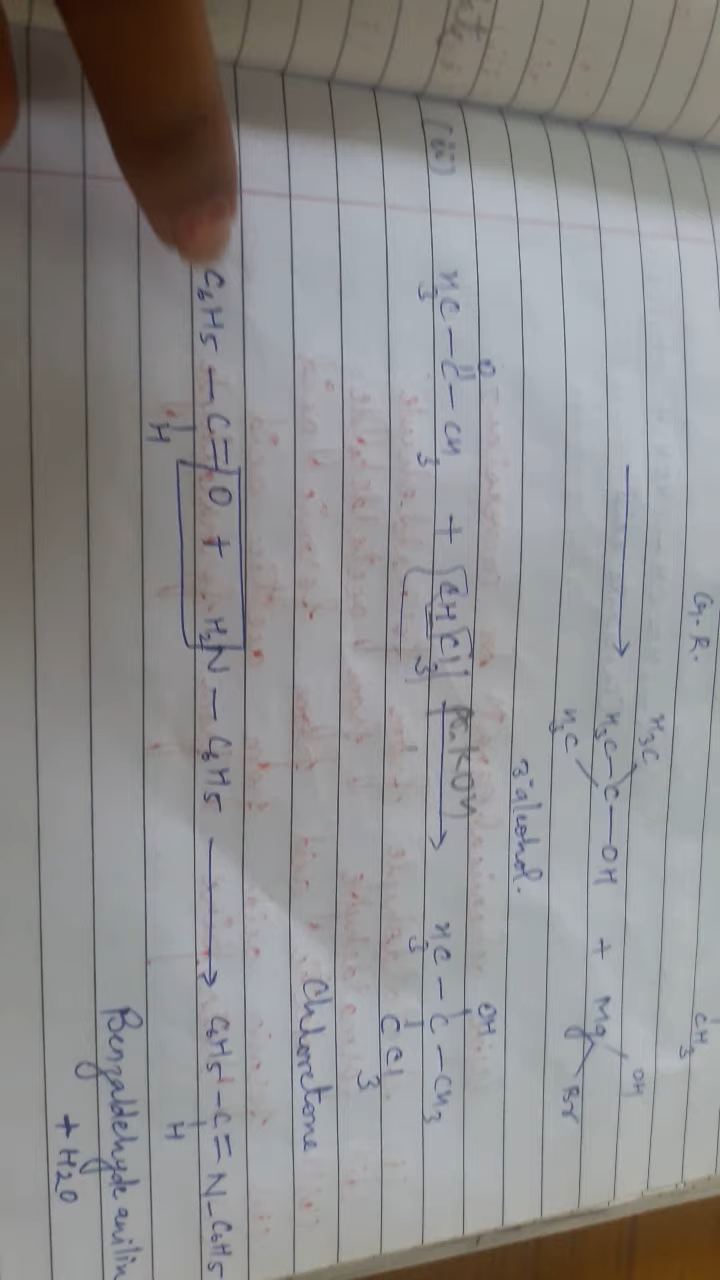 CH3
G.R.
H3C OH
H3C-C-OH + Mg
H3C Br
3° alcohol.
O OH
(iii) H3C-C-CH3 + CHCl3 KOH H3C-C-CH3
CCl3
Chloretone
C6H5-C=O + H2N-C6H5 → C6H5-C=N-C6H5
H H
Benzaldehyde anilin
+ H2O